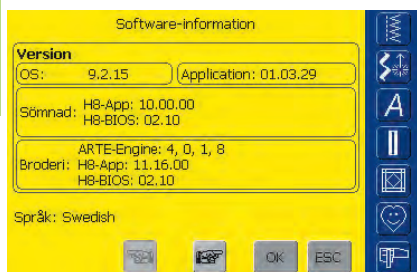 Software-information
Version
OS: 9.2.15 Application: 01.03.29
Sömnad: H8-App: 10.00.00
H8-BIOS: 02.10
ARTE-Engine: 4, 0, 1, 8
Broderi: H8-App: 11.16.00
H8-BIOS: 02.10
Språk: Swedish
OK ESC
A